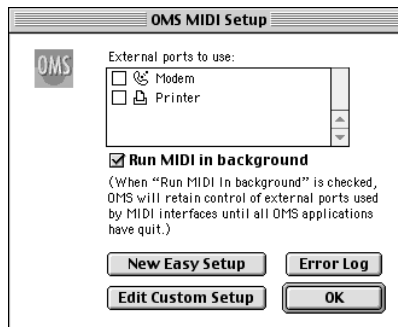 OMS MIDI Setup
OMS
External ports to use:
Modem
Printer
Run MIDI in background
(When “Run MIDI In background” is checked,
OMS will retain control of external ports used
by MIDI interfaces until all OMS applications
have quit.)
New Easy Setup
Error Log
Edit Custom Setup
OK